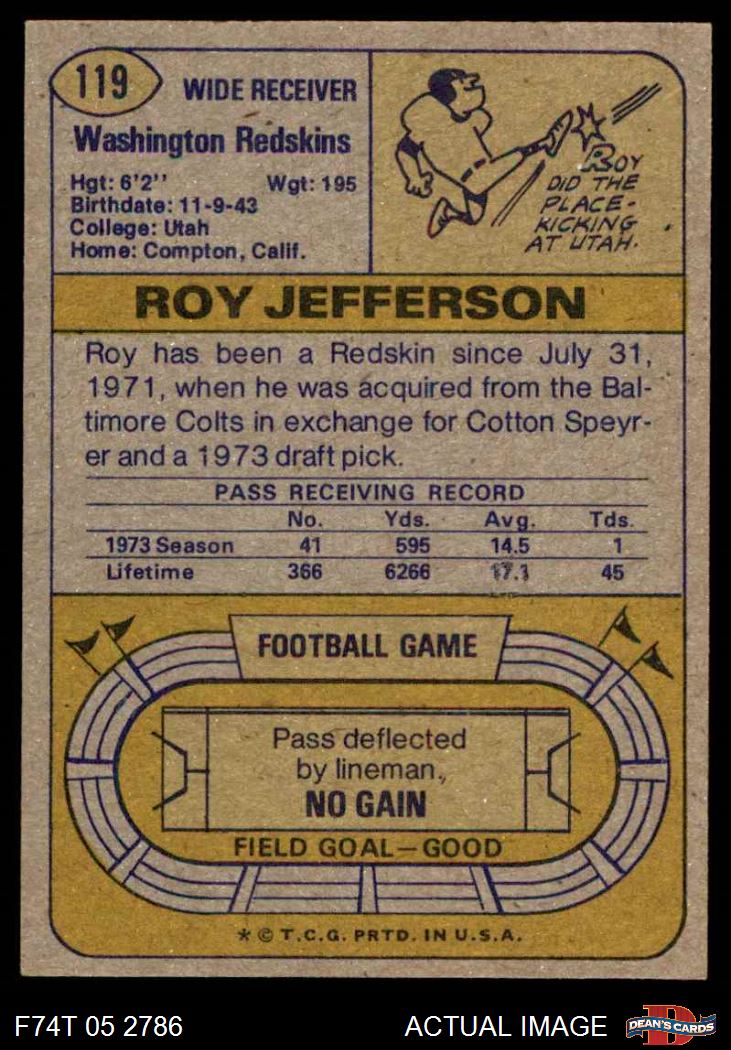 119
WIDE RECEIVER
Washington Redskins
Hgt: 6'2'' Wgt: 195
Birthdate: 11-9-43
College: Utah
Home: Compton, Calif.
ROY
DID THE
PLACE-
KICKING
AT UTAH.
ROY JEFFERSON
Roy has been a Redskin since July 31,
1971, when he was acquired from the Bal-
timore Colts in exchange for Cotton Speyr-
er and a 1973 draft pick.
PASS RECEIVING RECORD
No. Yds. Avg. Tds.
1973 Season 41 595 14.5 1
Lifetime 366 6266 17.1 45
FOOTBALL GAME
Pass deflected
by lineman.
NO GAIN
FIELD GOAL—GOOD
* © T.C.G. PRTD. IN U.S.A.
F74T 05 2786 ACTUAL IMAGE D DEAN'S CARDS